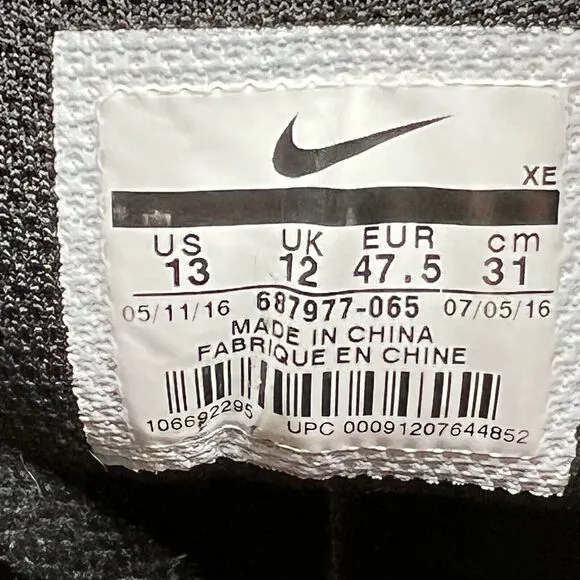 XE
US UK EUR cm
13 12 47.5 31
05/11/16 687977-065 07/05/16
MADE IN CHINA
FABRIQUE EN CHINE
106692295 UPC 00091207644852